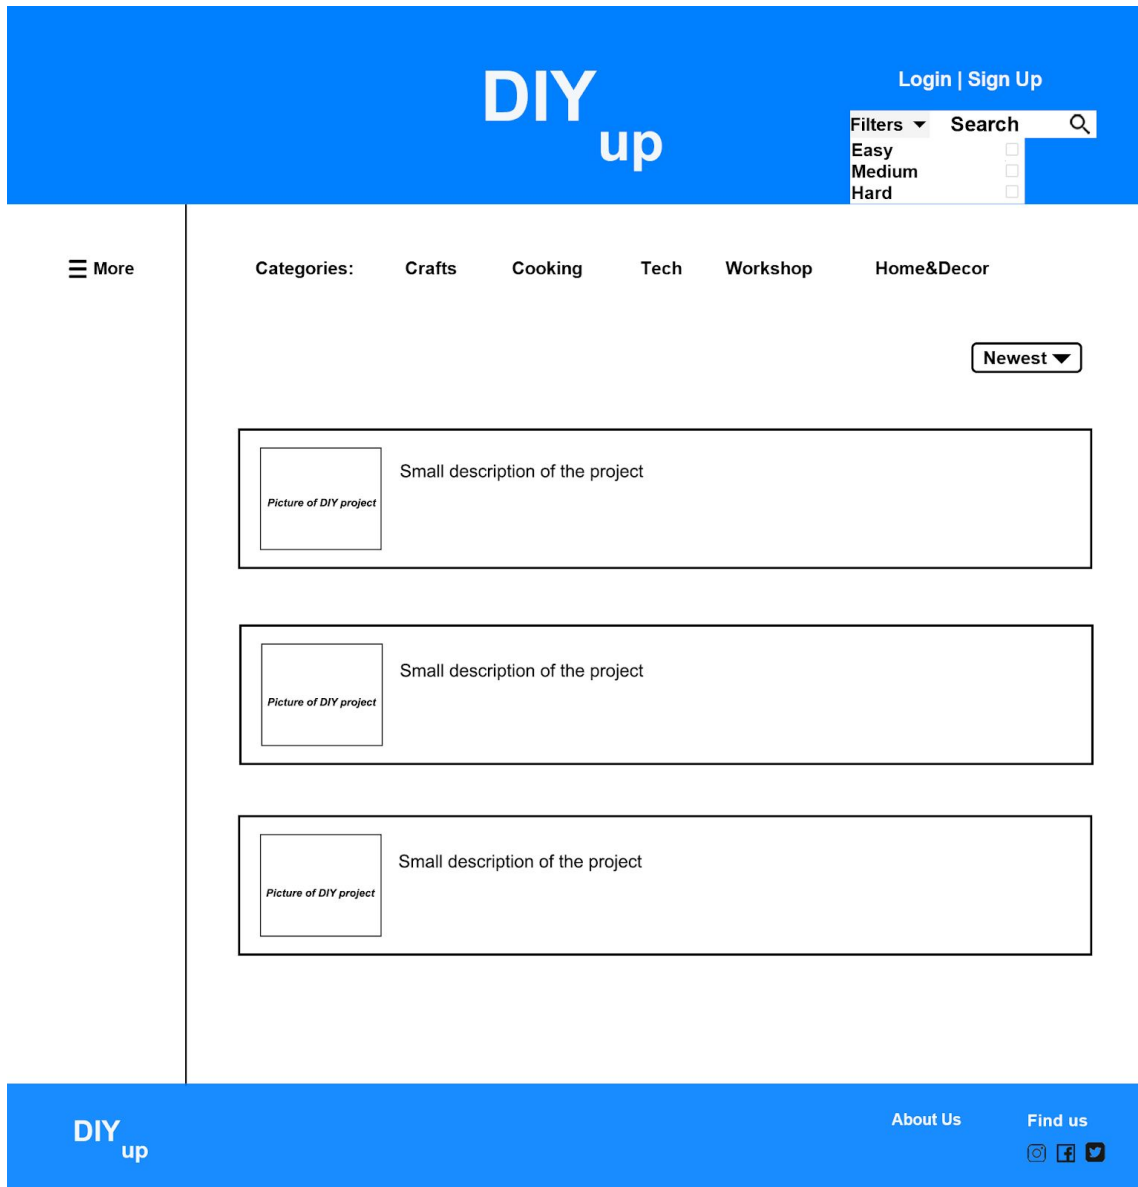 DIY
up
Login | Sign Up
Filters Search
Easy
Medium
Hard
More
Categories: Crafts Cooking Tech Workshop Home&Decor
Newest
Picture of DIY project
Small description of the project
Picture of DIY project
Small description of the project
Picture of DIY project
Small description of the project
DIY
up
About Us
Find us